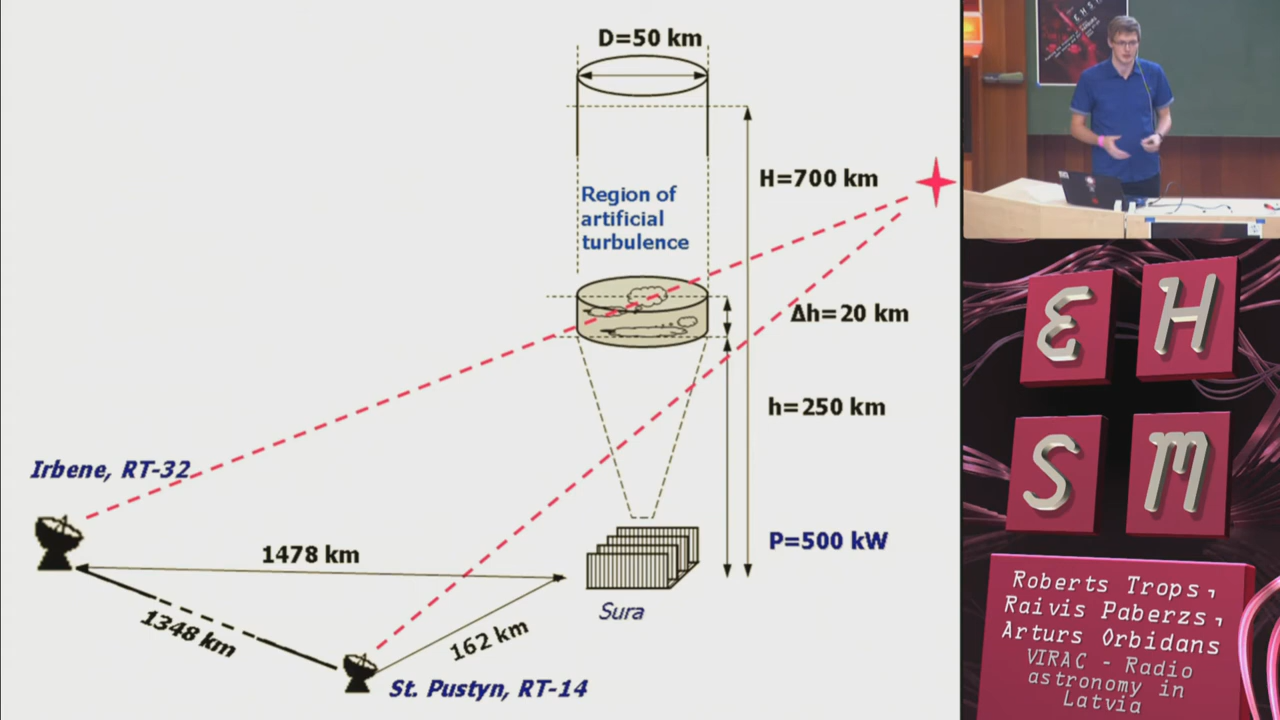 D=50 km
H=700 km
Region of
artificial
turbulence
Δh=20 km
h=250 km
Irbene, RT-32
P=500 kW
1478 km
Sura
1348 km
162 km
St. Pustyn, RT-14
E H
S M
Roberts Trops,
Raivis Paberzs,
Arturs Orbidans
VIRAC - Radio
astronomy in
Latvia